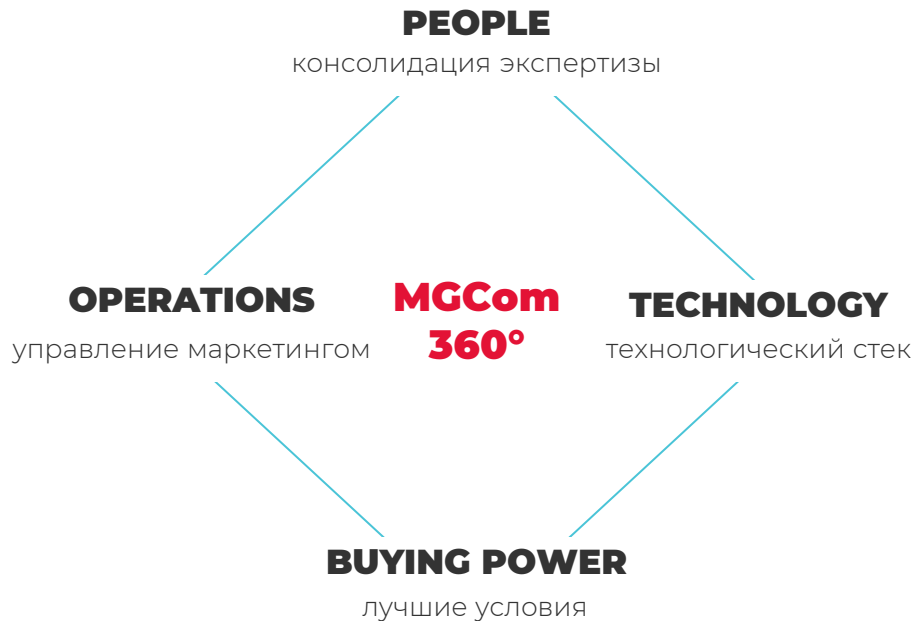 PEOPLE
консолидация экспертизы
OPERATIONS
управление маркетингом
MGCom
360°
TECHNOLOGY
технологический стек
BUYING POWER
лучшие условия